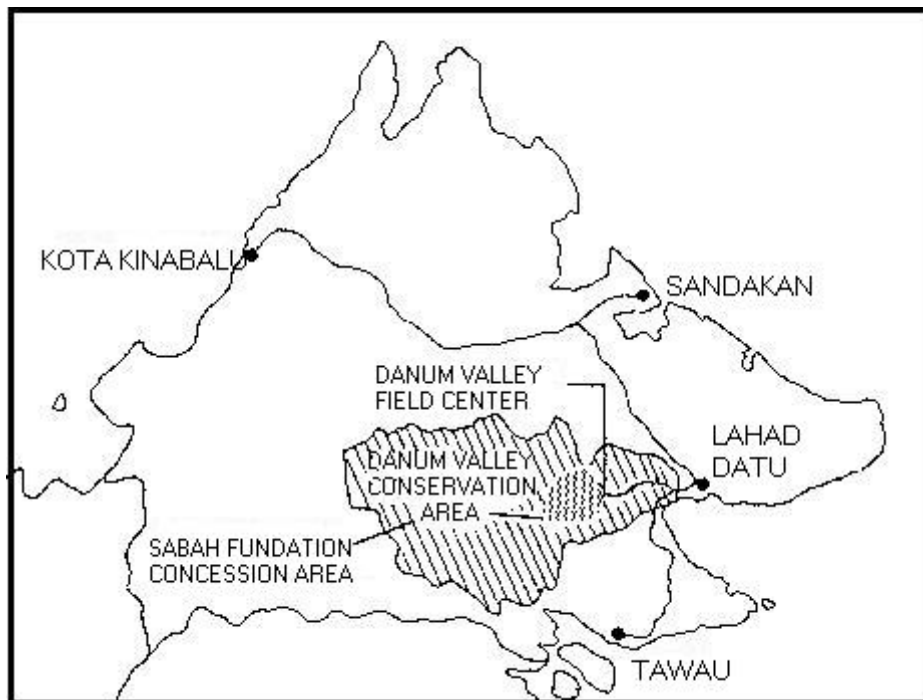 KOTA KINABALU
SANDAKAN
DANUM VALLEY
FIELD CENTER
LAHAD
DATU
DANUM VALLEY
CONSERVATION
AREA
SABAH FUNDATION
CONCESSION AREA
TAWAU